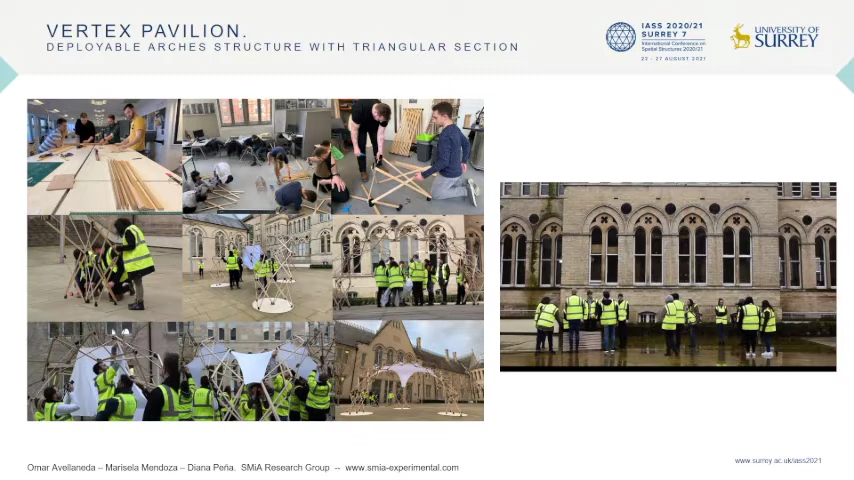 VERTEX PAVILION.
DEPLOYABLE ARCHES STRUCTURE WITH TRIANGULAR SECTION
IASS 2020/21
SURREY 7
International Conference on
Spatial Structures 2020/21
23 - 27 AUGUST 2021
UNIVERSITY OF
SURREY
Omar Avellaneda – Marisela Mendoza – Diana Peña. SMiA Research Group -- www.smia-experimental.com
www.surrey.ac.uk/iass2021